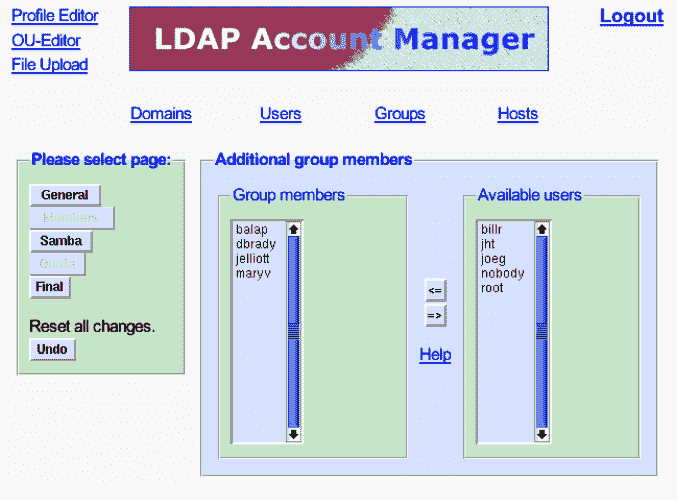 Profile Editor
OU-Editor
File Upload
LDAP Account Manager
Logout
Domains Users Groups Hosts
Please select page:
General
Members
Samba
Quota
Final
Reset all changes.
Undo
Additional group members
Group members
balap
dbrady
jelliott
maryv
<=
=>
Help
Available users
billr
jht
joeg
nobody
root